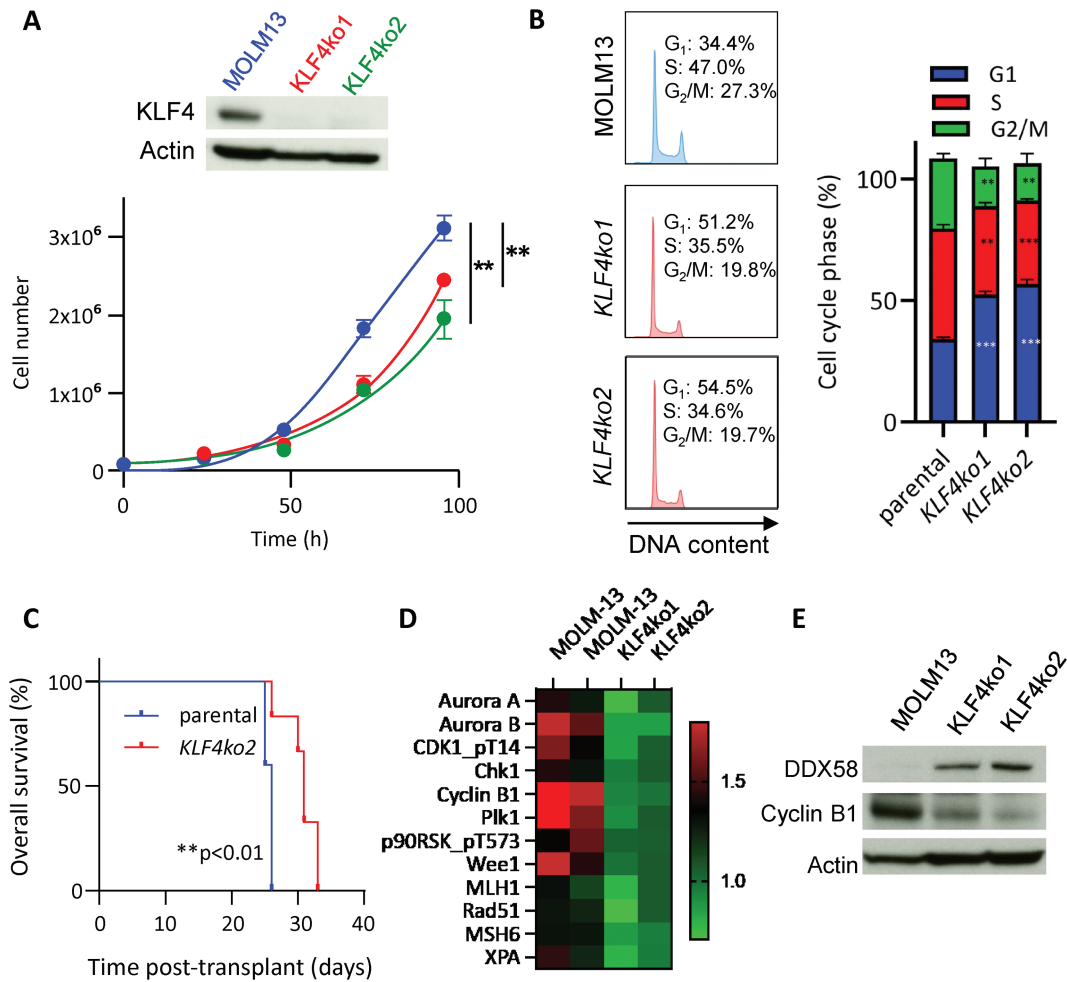 A
MOLM13
KLF4ko1
KLF4ko2
KLF4
Actin
Cell number
3x10⁶
2x10⁶
1x10⁶
0
**
**
0
50
100
Time (h)
B
MOLM13
G₁: 34.4%
S: 47.0%
G₂/M: 27.3%
KLF4ko1
G₁: 51.2%
S: 35.5%
G₂/M: 19.8%
KLF4ko2
G₁: 54.5%
S: 34.6%
G₂/M: 19.7%
DNA content
G1
S
G2/M
Cell cycle phase (%)
100
50
0
**
**
***
**
***
***
parental
KLF4ko1
KLF4ko2
C
Overall survival (%)
100
50
0
parental
KLF4ko2
**p<0.01
0
10
20
30
40
Time post-transplant (days)
D
MOLM-13
MOLM-13
KLF4ko1
KLF4ko2
Aurora A
Aurora B
CDK1_pT14
Chk1
Cyclin B1
Plk1
p90RSK_pT573
Wee1
MLH1
Rad51
MSH6
XPA
1.5
1.0
E
MOLM13
KLF4ko1
KLF4ko2
DDX58
Cyclin B1
Actin